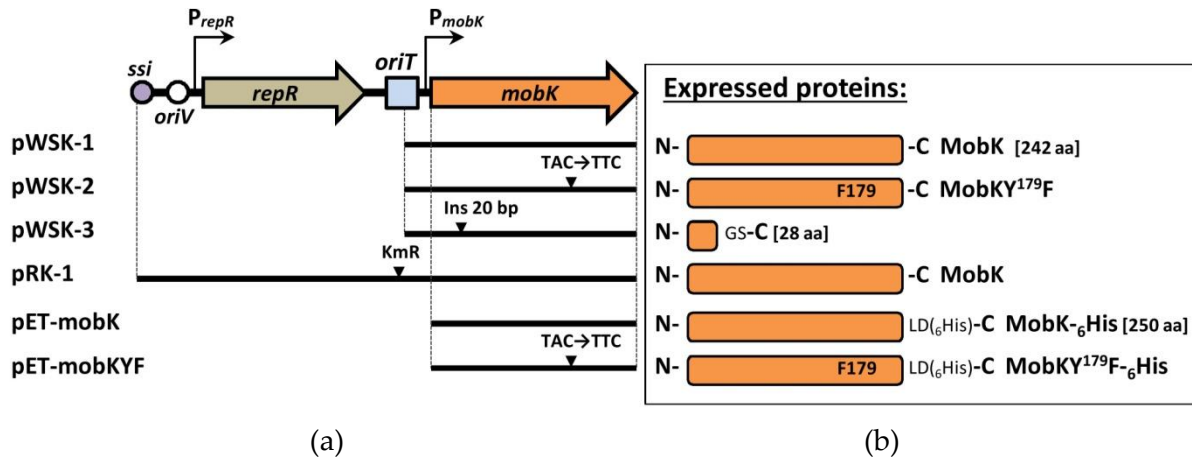 P_repR P_mobK
ssi oriV repR oriT mobK
Expressed proteins:
pWSK-1 N- -C MobK [242 aa]
TAC→TTC
pWSK-2 N- F179 -C MobKY¹⁷⁹F
Ins 20 bp
pWSK-3 N- GS-C [28 aa]
KmR
pRK-1 N- -C MobK
pET-mobK N- LD(₆His)-C MobK-₆His [250 aa]
TAC→TTC
pET-mobKYF N- F179 LD(₆His)-C MobKY¹⁷⁹F-₆His
(a) (b)